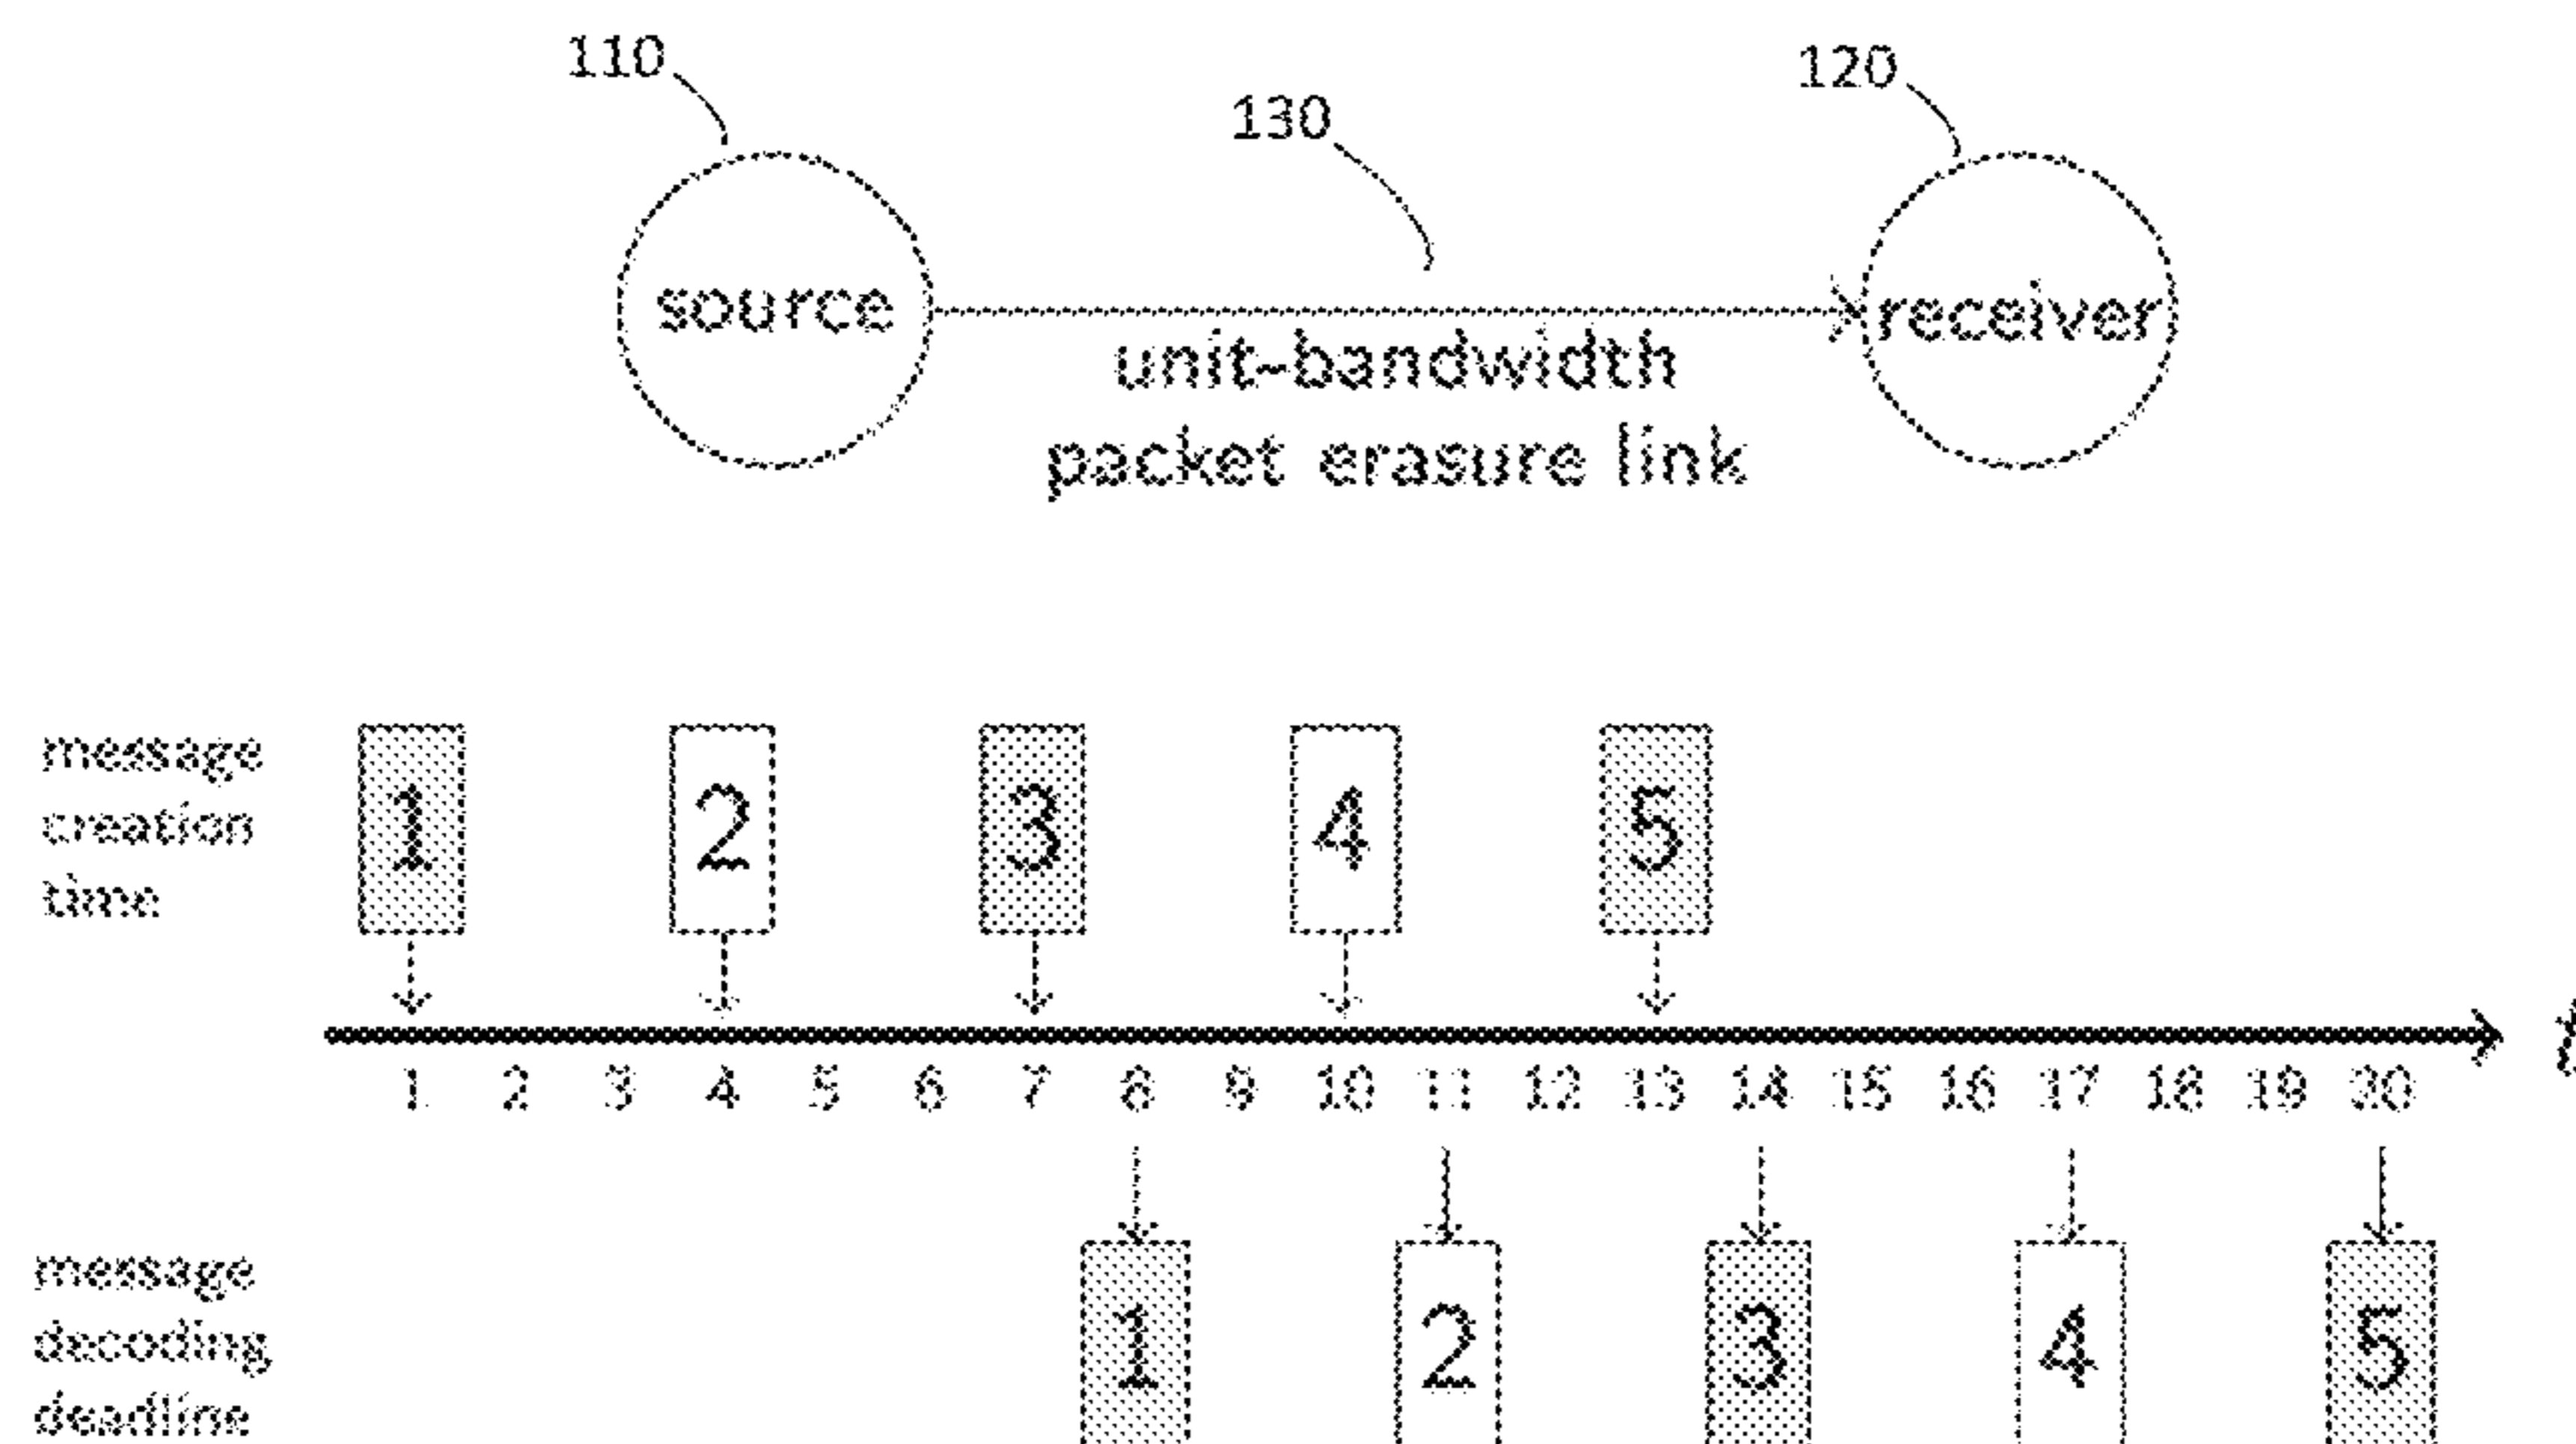 110
120
130
source
receiver
unit-bandwidth
packet erasure link
message
creation
time
1 2 3 4 5
1 2 3 4 5 6 7 8 9 10 11 12 13 14 15 16 17 18 19 20
t
message
decoding
deadline
1 2 3 4 5